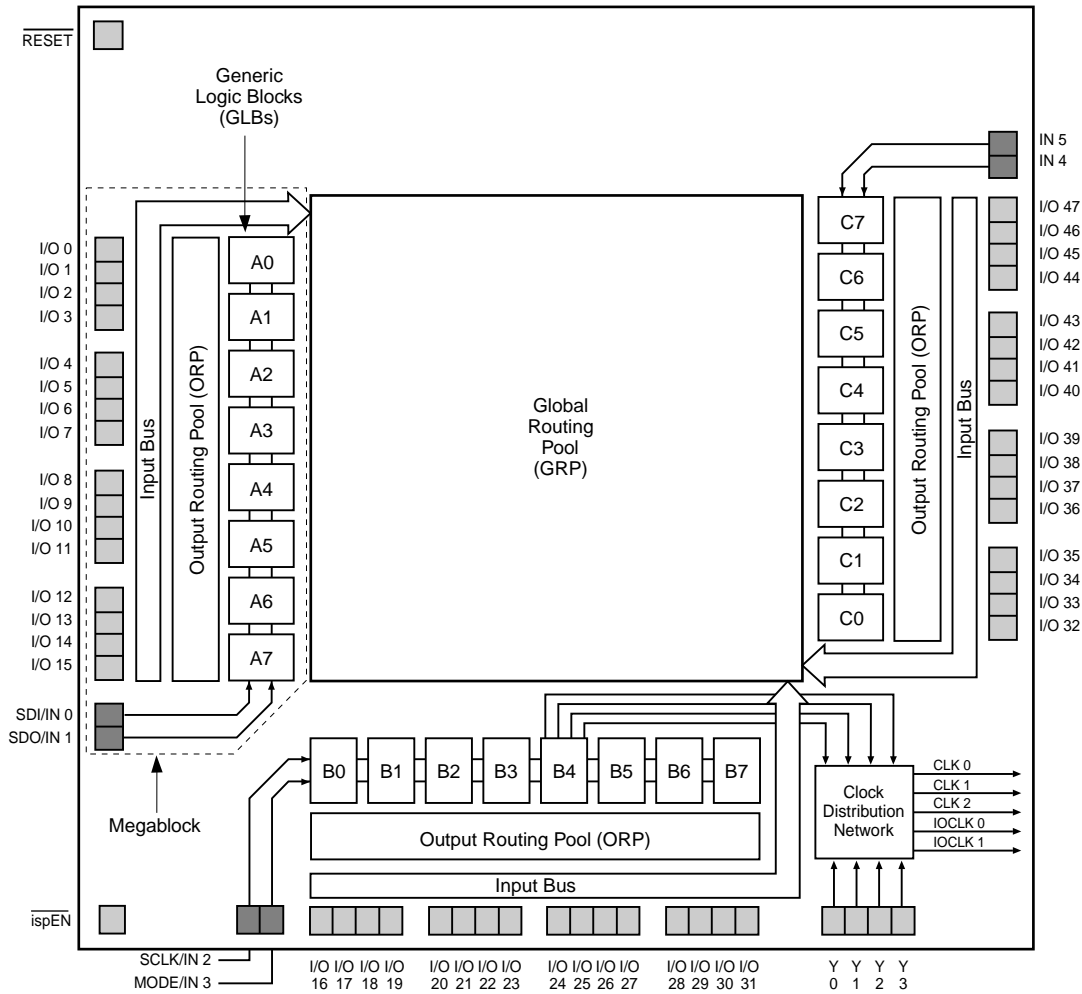 RESET
Generic
Logic Blocks
(GLBs)
IN 5
IN 4
I/O 47
I/O 46
I/O 45
I/O 44
I/O 43
I/O 42
I/O 41
I/O 40
I/O 39
I/O 38
I/O 37
I/O 36
I/O 35
I/O 34
I/O 33
I/O 32
I/O 0
I/O 1
I/O 2
I/O 3
I/O 4
I/O 5
I/O 6
I/O 7
I/O 8
I/O 9
I/O 10
I/O 11
I/O 12
I/O 13
I/O 14
I/O 15
SDI/IN 0
SDO/IN 1
Input Bus
Output Routing Pool (ORP)
A0
A1
A2
A3
A4
A5
A6
A7
Global
Routing
Pool
(GRP)
C7
C6
C5
C4
C3
C2
C1
C0
Output Routing Pool (ORP)
Input Bus
Megablock
B0 B1 B2 B3 B4 B5 B6 B7
Output Routing Pool (ORP)
Input Bus
Clock
Distribution
Network
CLK 0
CLK 1
CLK 2
IOCLK 0
IOCLK 1
ispEN
SCLK/IN 2
MODE/IN 3
I/O I/O I/O I/O I/O I/O I/O I/O I/O I/O I/O I/O I/O I/O I/O I/O Y Y Y Y
16 17 18 19 20 21 22 23 24 25 26 27 28 29 30 31 0 1 2 3